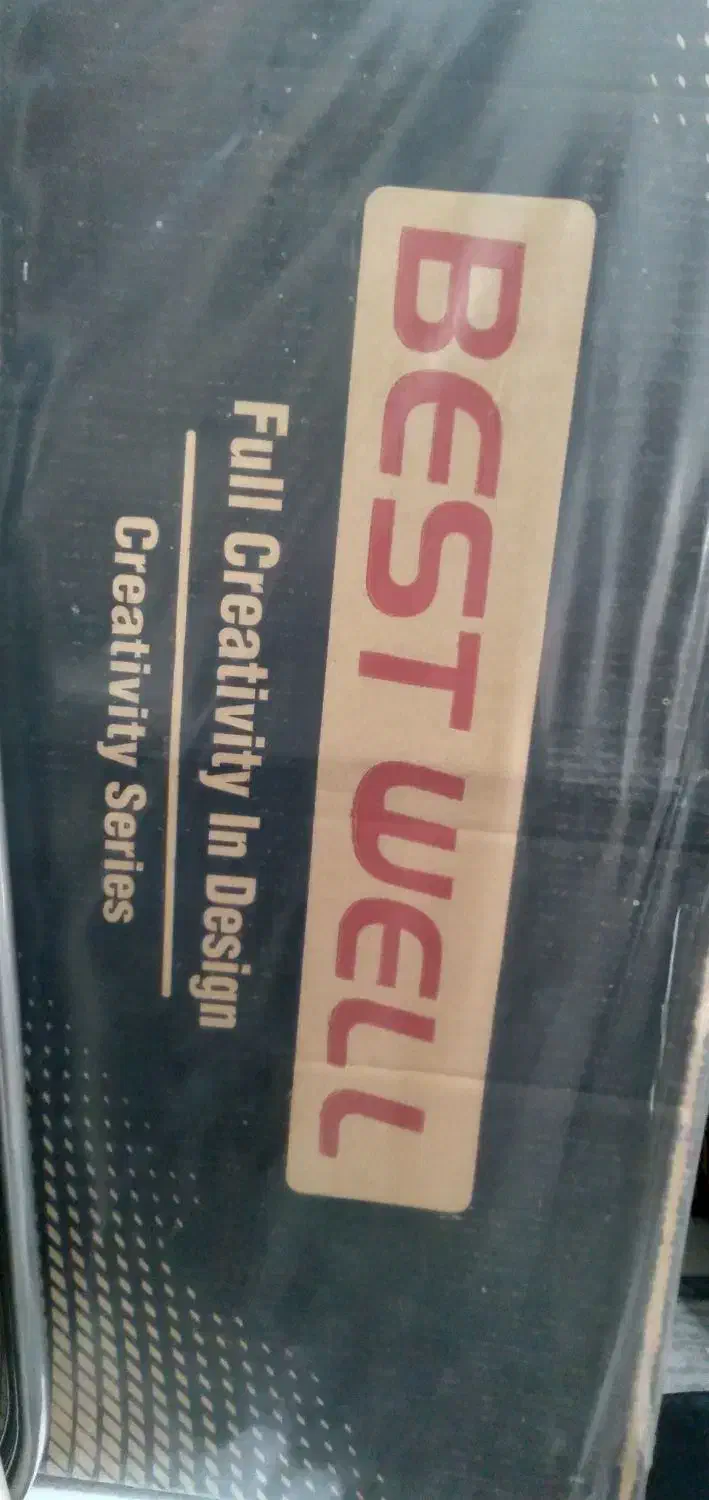 BEST WELL
Full Creativity In Design
Creativity Series